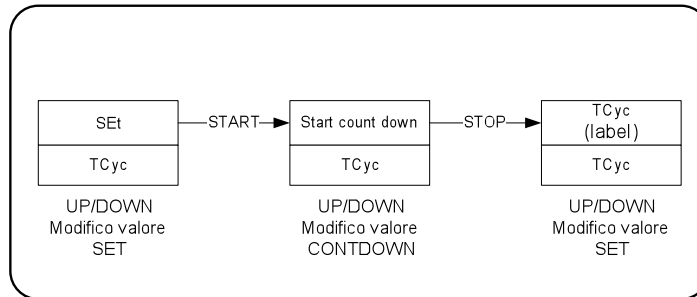 SEt
TCyc
UP/DOWN
Modifico valore
SET
START
Start count down
TCyc
UP/DOWN
Modifico valore
CONTDOWN
STOP
TCyc
(label)
TCyc
UP/DOWN
Modifico valore
SET